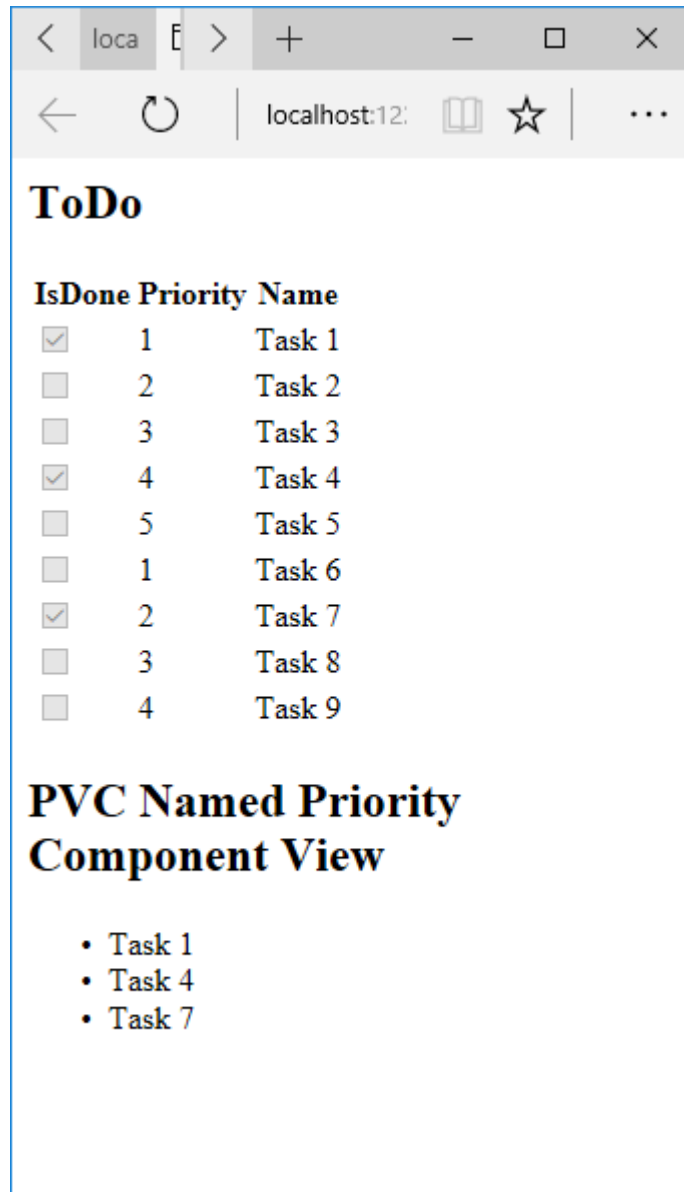 loca
localhost:12
ToDo
IsDone Priority Name
1 Task 1
2 Task 2
3 Task 3
4 Task 4
5 Task 5
1 Task 6
2 Task 7
3 Task 8
4 Task 9
PVC Named Priority
Component View
• Task 1
• Task 4
• Task 7